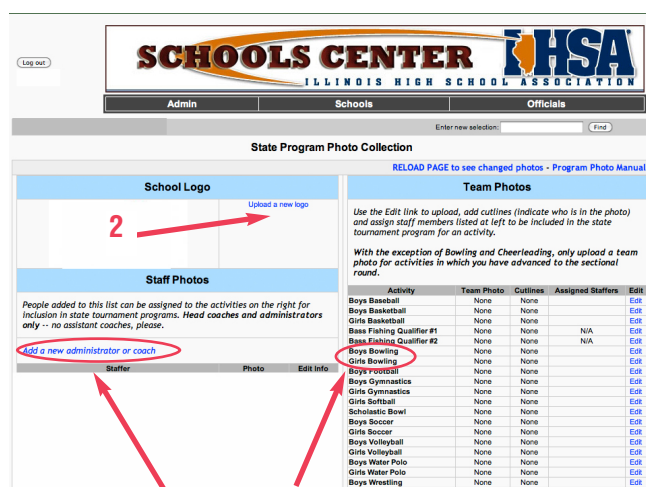 Log out
SCHOOLS CENTER IHSA
ILLINOIS HIGH SCHOOL ASSOCIATION
Admin Schools Officials
Enter new selection: Find
State Program Photo Collection
RELOAD PAGE to see changed photos - Program Photo Manual
School Logo
Upload a new logo
2
Staff Photos
People added to this list can be assigned to the activities on the right for
inclusion in state tournament programs. Head coaches and administrators
only -- no assistant coaches, please.
Add a new administrator or coach
Staffer Photo Edit Info
Team Photos
Use the Edit link to upload, add cutlines (indicate who is in the photo)
and assign staff members listed at left to be included in the state
tournament program for an activity.
With the exception of Bowling and Cheerleading, only upload a team
photo for activities in which you have advanced to the sectional
round.
Activity Team Photo Cutlines Assigned Staffers Edit
Boys Baseball None None Edit
Boys Basketball None None Edit
Girls Basketball None None Edit
Bass Fishing Qualifier #1 None None N/A Edit
Bass Fishing Qualifier #2 None None N/A Edit
Boys Bowling None None Edit
Girls Bowling None None Edit
Boys Football None None Edit
Boys Gymnastics None None Edit
Girls Gymnastics None None Edit
Girls Softball None None Edit
Scholastic Bowl None None Edit
Boys Soccer None None Edit
Girls Soccer None None Edit
Boys Volleyball None None Edit
Girls Volleyball None None Edit
Boys Water Polo None None Edit
Girls Water Polo None None Edit
Boys Wrestling None None Edit